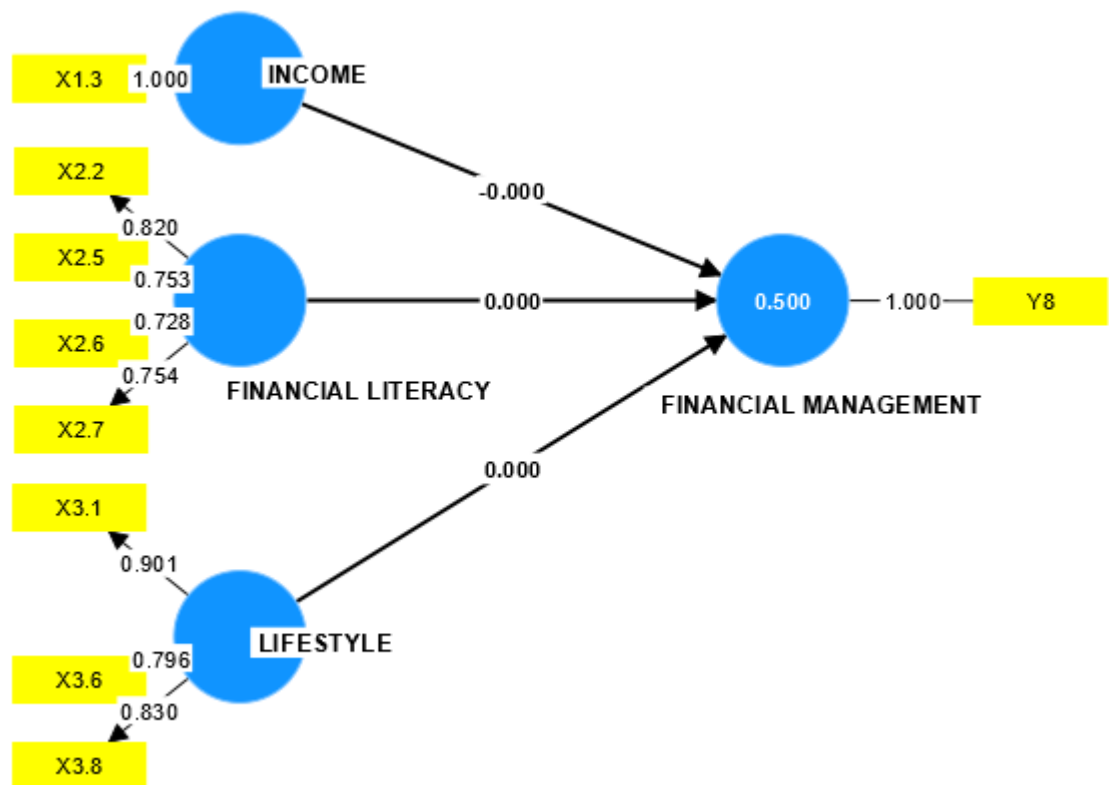 X1.3
1.000
INCOME
X2.2
-0.000
0.820
X2.5
0.753
0.000
0.500
1.000
Y8
0.728
X2.6
0.754
FINANCIAL LITERACY
FINANCIAL MANAGEMENT
X2.7
0.000
X3.1
0.901
LIFESTYLE
0.796
X3.6
0.830
X3.8